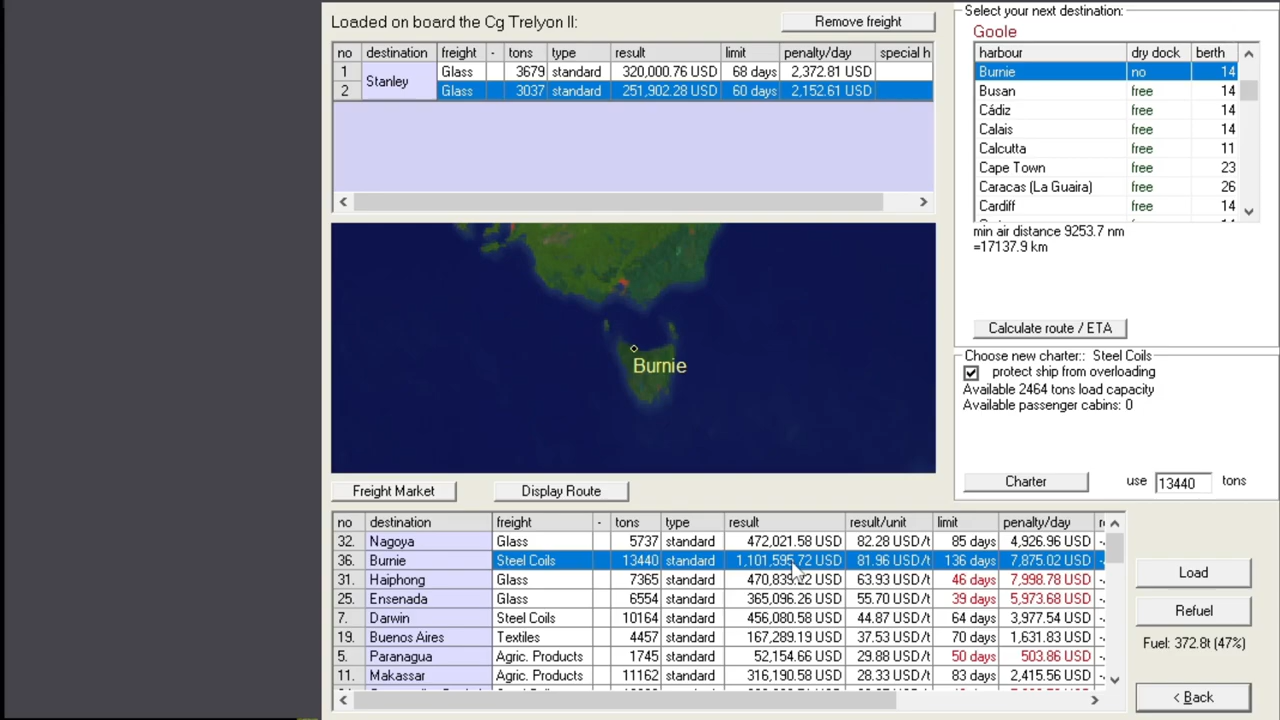 Loaded on board the Cg Trelyon II:
Remove freight
no destination freight - tons type result limit penalty/day special h
1 Stanley Glass 3679 standard 320,000.76 USD 68 days 2,372.81 USD
2 Glass 3037 standard 251,902.28 USD 60 days 2,152.61 USD
Burnie
Freight Market
Display Route
Select your next destination:
Goole
harbour dry dock berth
Burnie no 14
Busan free 14
Cádiz free 14
Calais free 14
Calcutta free 11
Cape Town free 23
Caracas (La Guaira) free 26
Cardiff free 14
min air distance 9253.7 nm
=17137.9 km
Calculate route / ETA
Choose new charter:: Steel Coils
protect ship from overloading
Available 2464 tons load capacity
Available passenger cabins: 0
Charter use 13440 tons
no destination freight - tons type result result/unit limit penalty/day
32. Nagoya Glass 5737 standard 472,021.58 USD 82.28 USD/t 85 days 4,926.96 USD
36. Burnie Steel Coils 13440 standard 1,101,595.72 USD 81.96 USD/t 136 days 7,875.02 USD
31. Haiphong Glass 7365 standard USD 63.93 USD/t 46 days 7,998.78 USD
25. Ensenada Glass 6554 standard 365,096.26 USD 55.70 USD/t 39 days 5,973.68 USD
7. Darwin Steel Coils 10164 standard 456,080.58 USD 44.87 USD/t 64 days 3,977.54 USD
19. Buenos Aires Textiles 4457 standard 167,289.19 USD 37.53 USD/t 70 days 1,631.83 USD
5. Paranagua Agric. Products 1745 standard 52,154.66 USD 29.88 USD/t 50 days 503.86 USD
11. Makassar Agric. Products 11162 standard 316,190.58 USD 28.33 USD/t 83 days 2,415.56 USD
Load
Refuel
Fuel: 372.8t (47%)
< Back